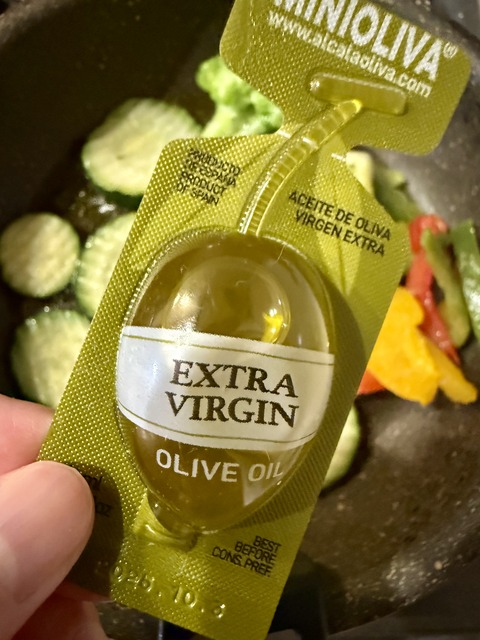 MINIOLIVA®
www.alcalaoliva.com
PRODUCTO
DE ESPAÑA
PRODUCT
OF SPAIN
ACEITE DE OLIVA
VIRGEN EXTRA
EXTRA
VIRGIN
OLIVE OIL
BEST
BEFORE
CONS. PREF.